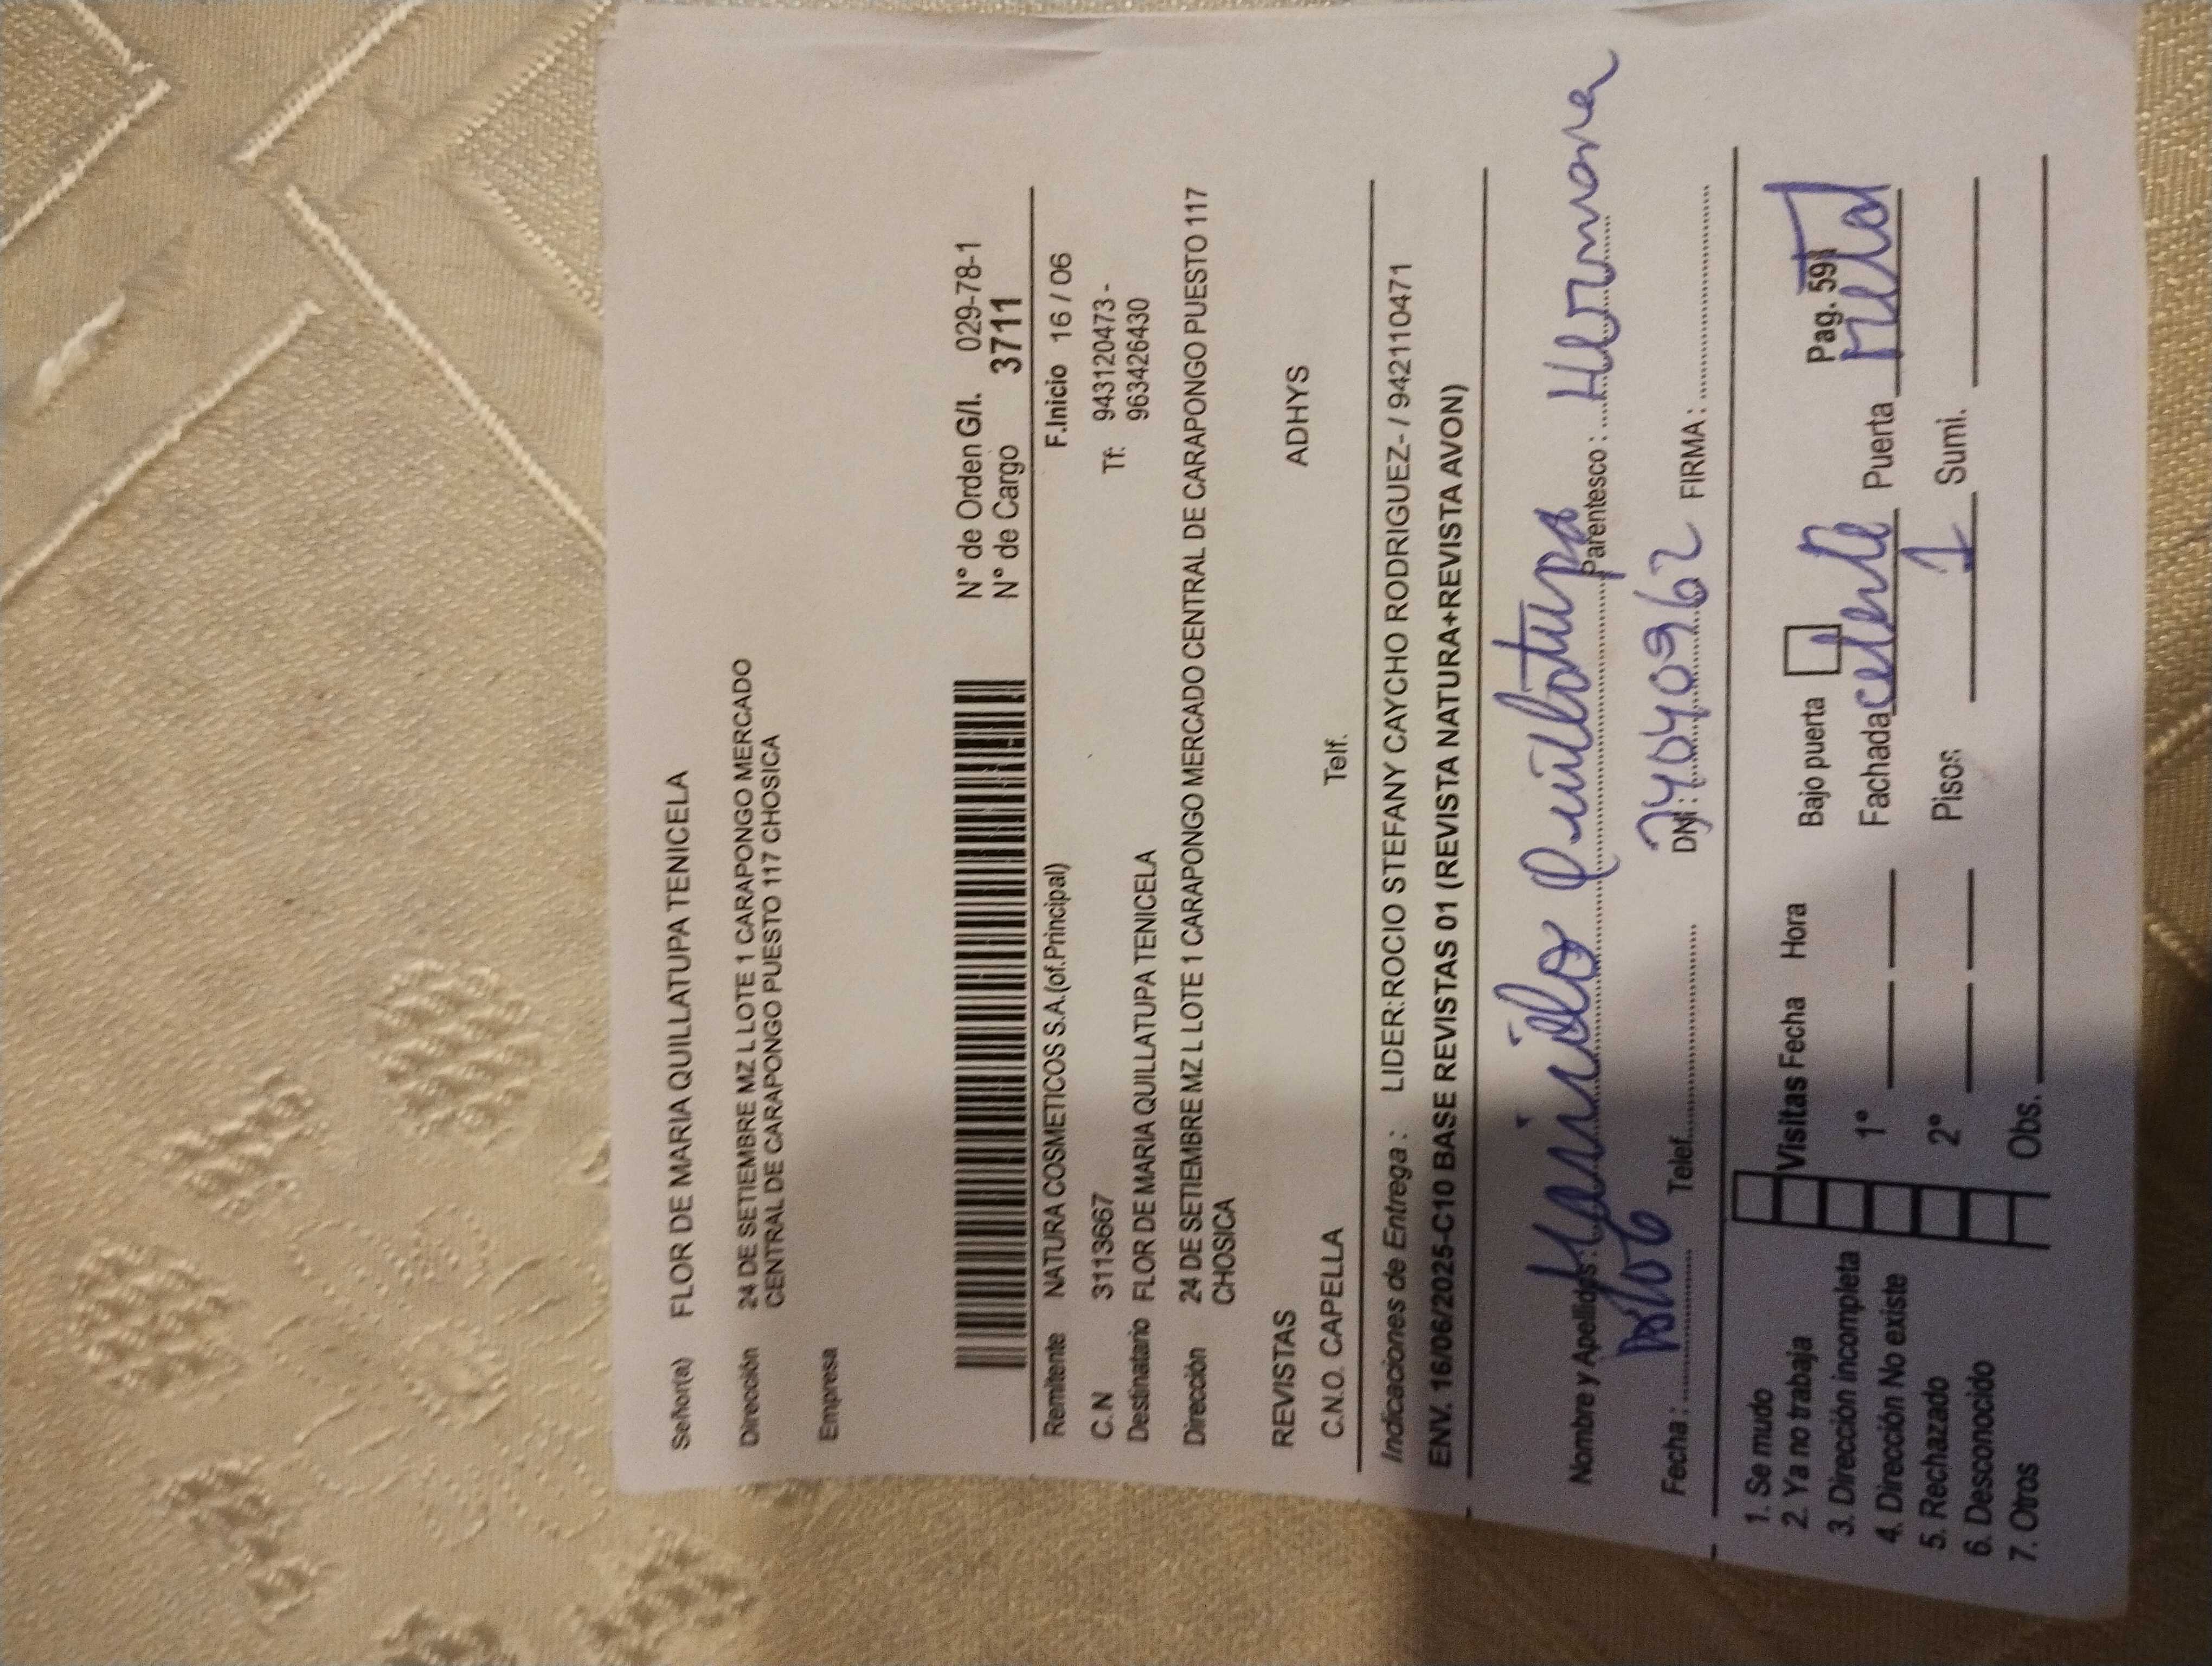 Señor(a) FLOR DE MARIA QUILLATUPA TENICELA
Dirección 24 DE SETIEMBRE MZ L LOTE 1 CARAPONGO MERCADO
CENTRAL DE CARAPONGO PUESTO 117 CHOSICA
Empresa
N° de Orden G/I. 029-78-1
N° de Cargo 3711
Remitente NATURA COSMETICOS S.A.(of.Principal) F.Inicio 16 / 06
C.N 3113667 Tf: 943120473 -
963426430
Destinatario FLOR DE MARIA QUILLATUPA TENICELA
Dirección 24 DE SETIEMBRE MZ L LOTE 1 CARAPONGO MERCADO CENTRAL DE CARAPONGO PUESTO 117
CHOSICA
REVISTAS ADHYS
C.N.O. CAPELLA Telf.
Indicaciones de Entrega : LIDER:ROCIO STEFANY CAYCHO RODRIGUEZ- / 942110471
ENV. 16/06/2025-C10 BASE REVISTAS 01 (REVISTA NATURA+REVISTA AVON)
Nombre y Apellidos: Quillatupa Parentesco : Hermana
Fecha : Telef. DNI: 74040962 FIRMA :
1. Se mudo
2. Ya no trabaja
3. Dirección incompleta
4. Dirección No existe
5. Rechazado
6. Desconocido
7. Otros
Visitas Fecha Hora Bajo puerta Pag. 591
1° Fachada celeste Puerta Metal
2° Pisos 1 Sumi.
Obs.